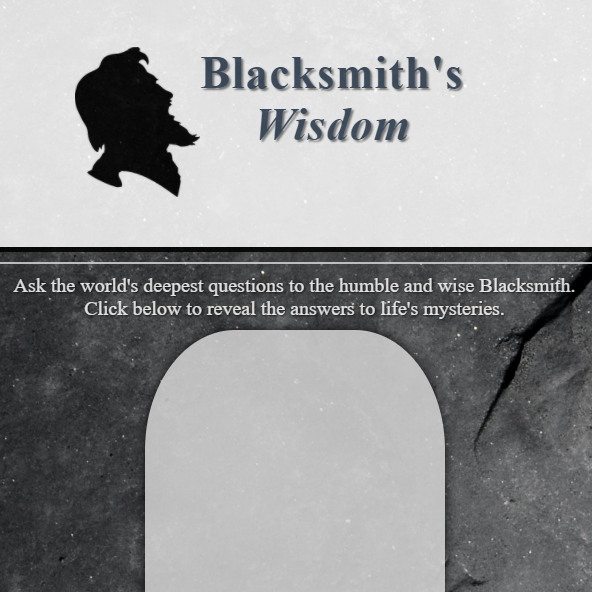 Blacksmith's
Wisdom
Ask the world's deepest questions to the humble and wise Blacksmith.
Click below to reveal the answers to life's mysteries.